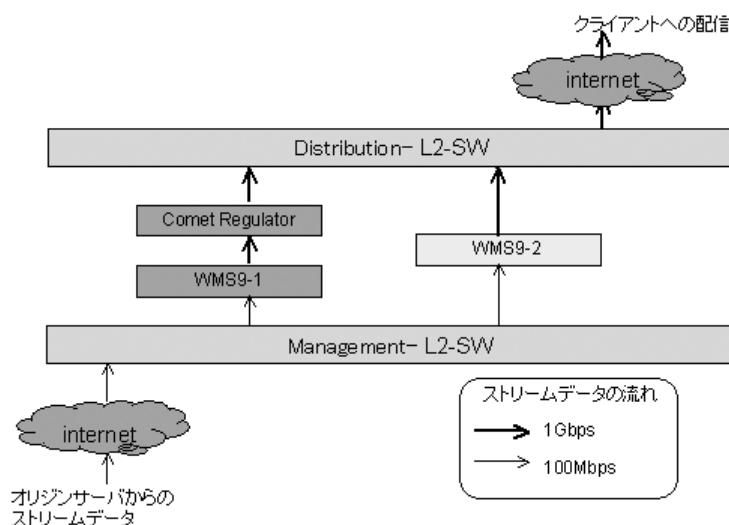 クライアントへの配信
internet
Distribution- L2-SW
Comet Regulator
WMS9-1
WMS9-2
Management- L2-SW
internet
オリジンサーバからの
ストリームデータ
ストリームデータの流れ
1Gbps
100Mbps